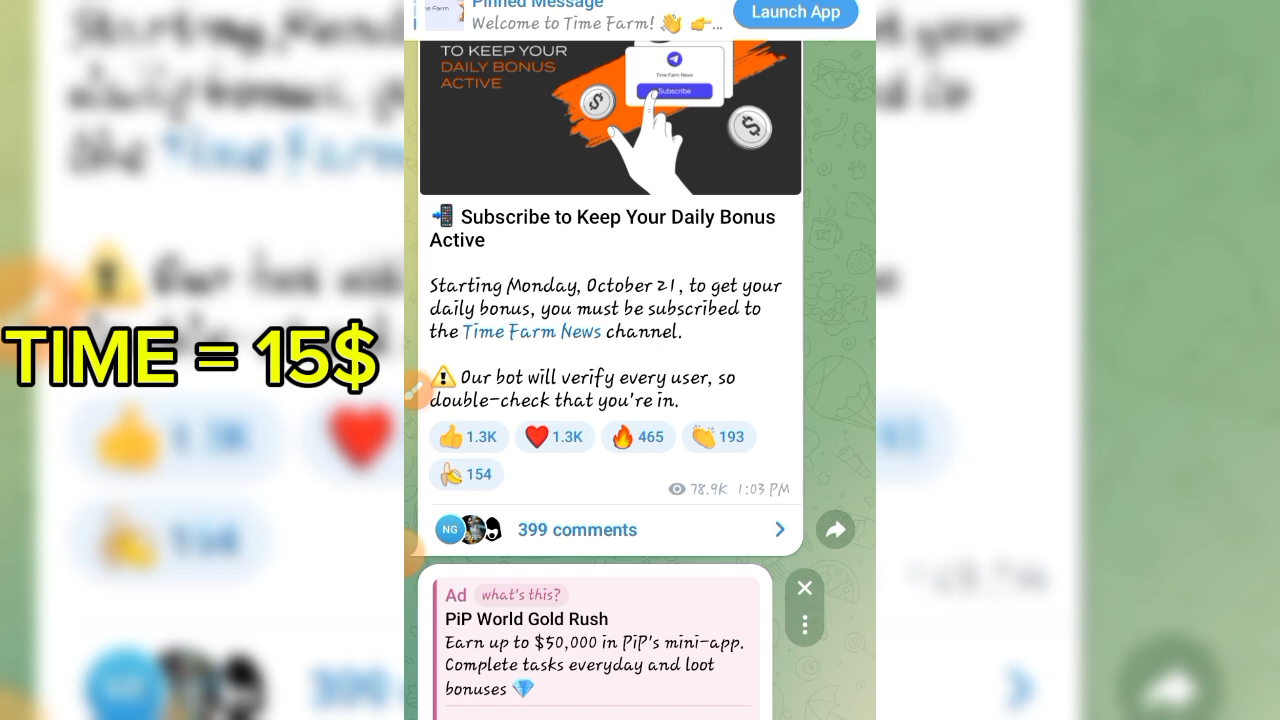 Pinned Message
Welcome to Time Farm! 👋 👉...
Launch App
TO KEEP YOUR
DAILY BONUS
ACTIVE
Time Farm News
Subscribe
📲 Subscribe to Keep Your Daily Bonus
Active
Starting Monday, October 21, to get your
daily bonus, you must be subscribed to
the Time Farm News channel.
⚠️ Our bot will verify every user, so
double-check that you're in.
👍 1.3K ❤️ 1.3K 🔥 465 👏 193
🍌 154
78.9K 1:03 PM
NG
399 comments
Ad what's this?
PiP World Gold Rush
Earn up to $50,000 in PiP's mini-app.
Complete tasks everyday and loot
bonuses 💎
TIME = 15$